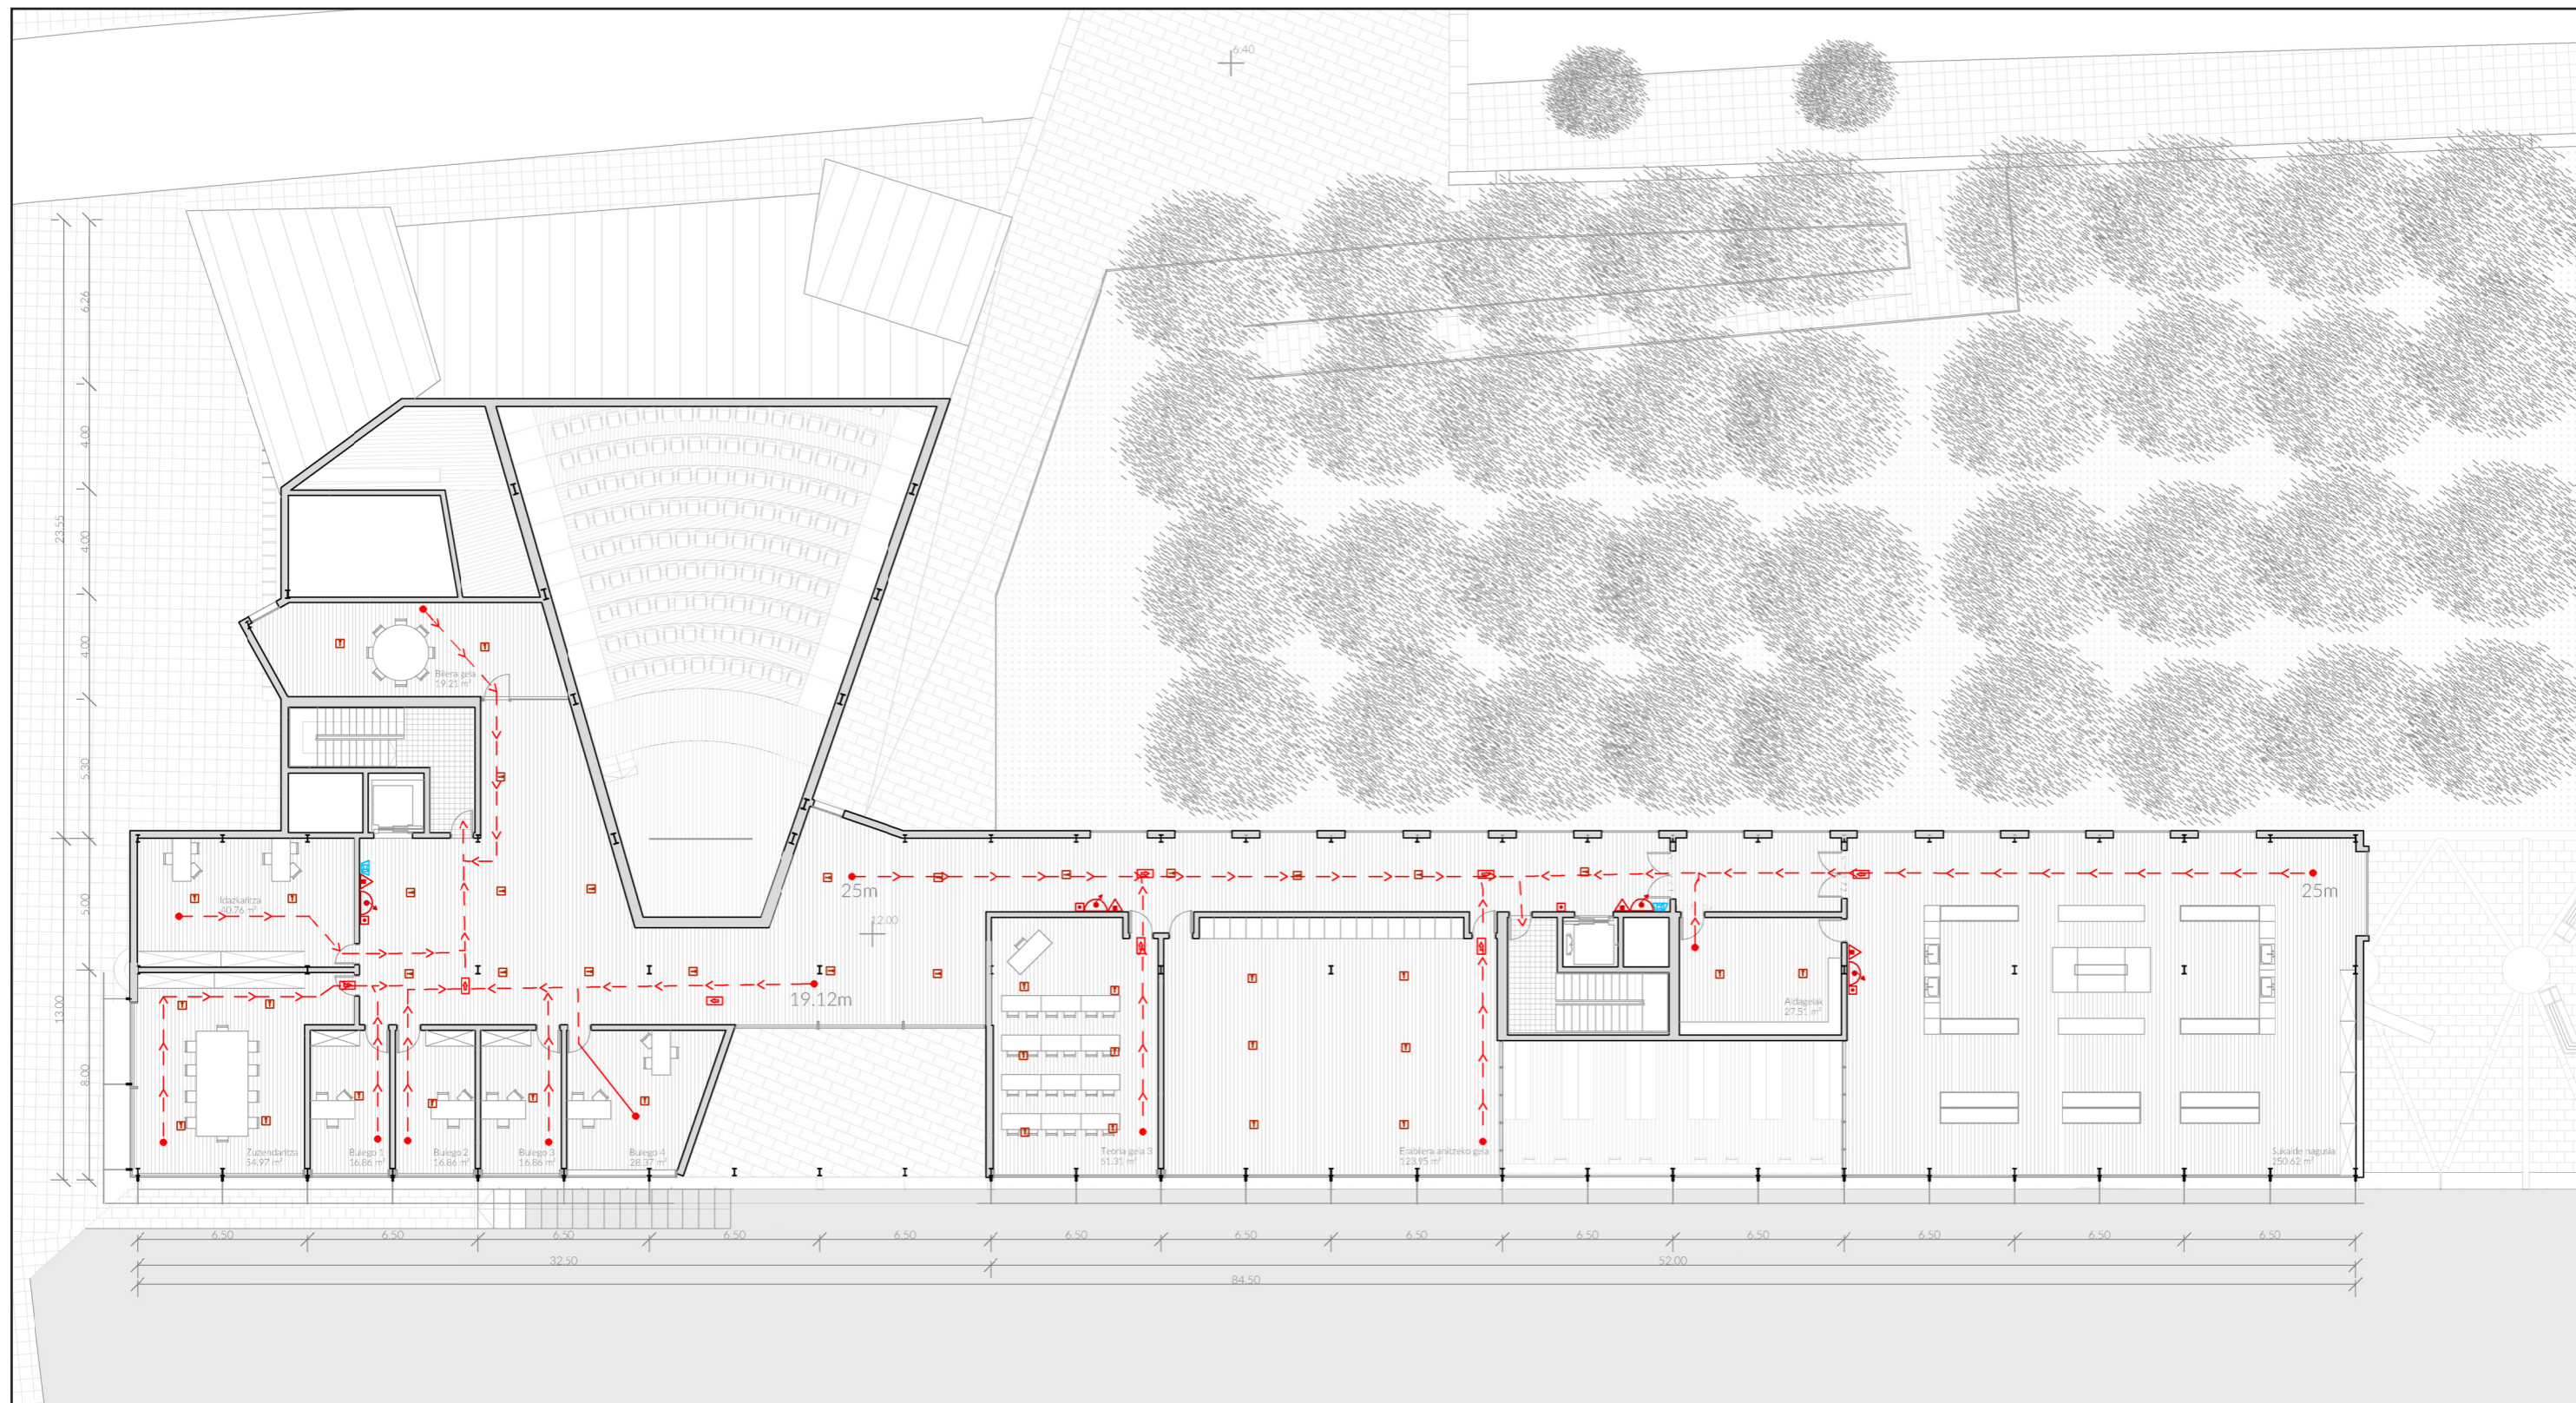 6.40
6.26
4.00
23.55
4.00
4.00
Bilera gela
19.21 m²
5.30
5.00
Idazkaritza
40.76 m²
25m
12.00
25m
19.12m
13.00
Aldagelak
27.51 m²
8.00
Zuzendaritza
54.97 m²
Bulego 1
16.86 m²
Bulego 2
16.86 m²
Bulego 3
16.86 m²
Bulego 4
28.37 m²
Teoria gela 3
61.31 m²
Erabilera anitzeko gela
123.95 m²
Sukalde nagusia
250.62 m²
6.50 6.50 6.50 6.50 6.50 6.50 6.50 6.50 6.50 6.50 6.50 6.50 6.50
32.50 52.00
84.50